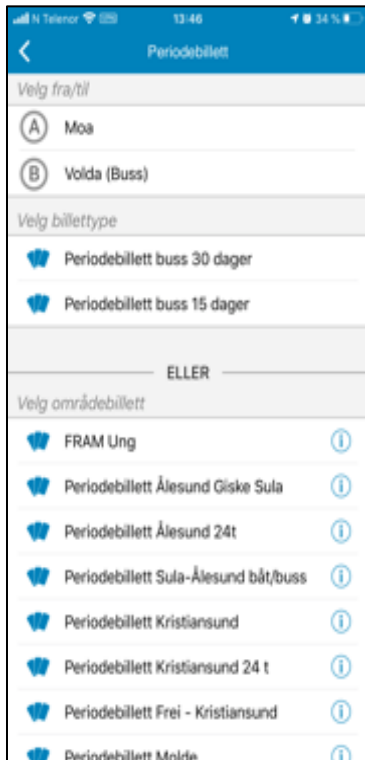 N Telenor 13:46 34 %
Periodebillett
Velg fra/til
A Moa
B Volda (Buss)
Velg billettype
Periodebillett buss 30 dager
Periodebillett buss 15 dager
ELLER
Velg områdebillett
FRAM Ung
Periodebillett Ålesund Giske Sula
Periodebillett Ålesund 24t
Periodebillett Sula-Ålesund båt/buss
Periodebillett Kristiansund
Periodebillett Kristiansund 24 t
Periodebillett Frei - Kristiansund
Periodebillett Molde